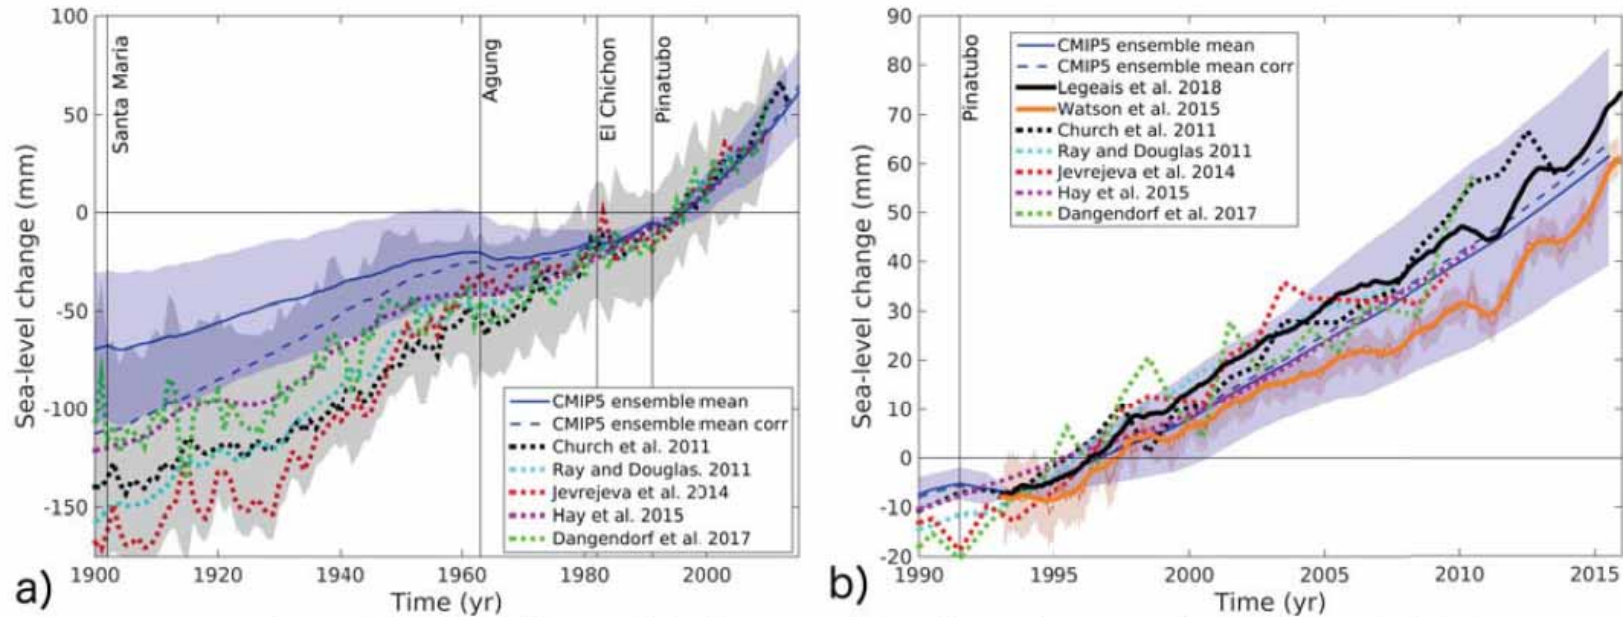 100
50
0
-50
-100
-150
Sea-level change (mm)
Santa Maria
Agung
El Chichon
Pinatubo
CMIP5 ensemble mean
CMIP5 ensemble mean corr
Church et al. 2011
Ray and Douglas. 2011
Jevrejeva et al. 2014
Hay et al. 2015
Dangendorf et al. 2017
1900
1920
1940
1960
1980
2000
Time (yr)
a)
90
80
70
60
50
40
30
20
10
0
-10
-20
Sea-level change (mm)
Pinatubo
CMIP5 ensemble mean
CMIP5 ensemble mean corr
Legeais et al. 2018
Watson et al. 2015
Church et al. 2011
Ray and Douglas 2011
Jevrejeva et al. 2014
Hay et al. 2015
Dangendorf et al. 2017
1990
1995
2000
2005
2010
2015
Time (yr)
b)